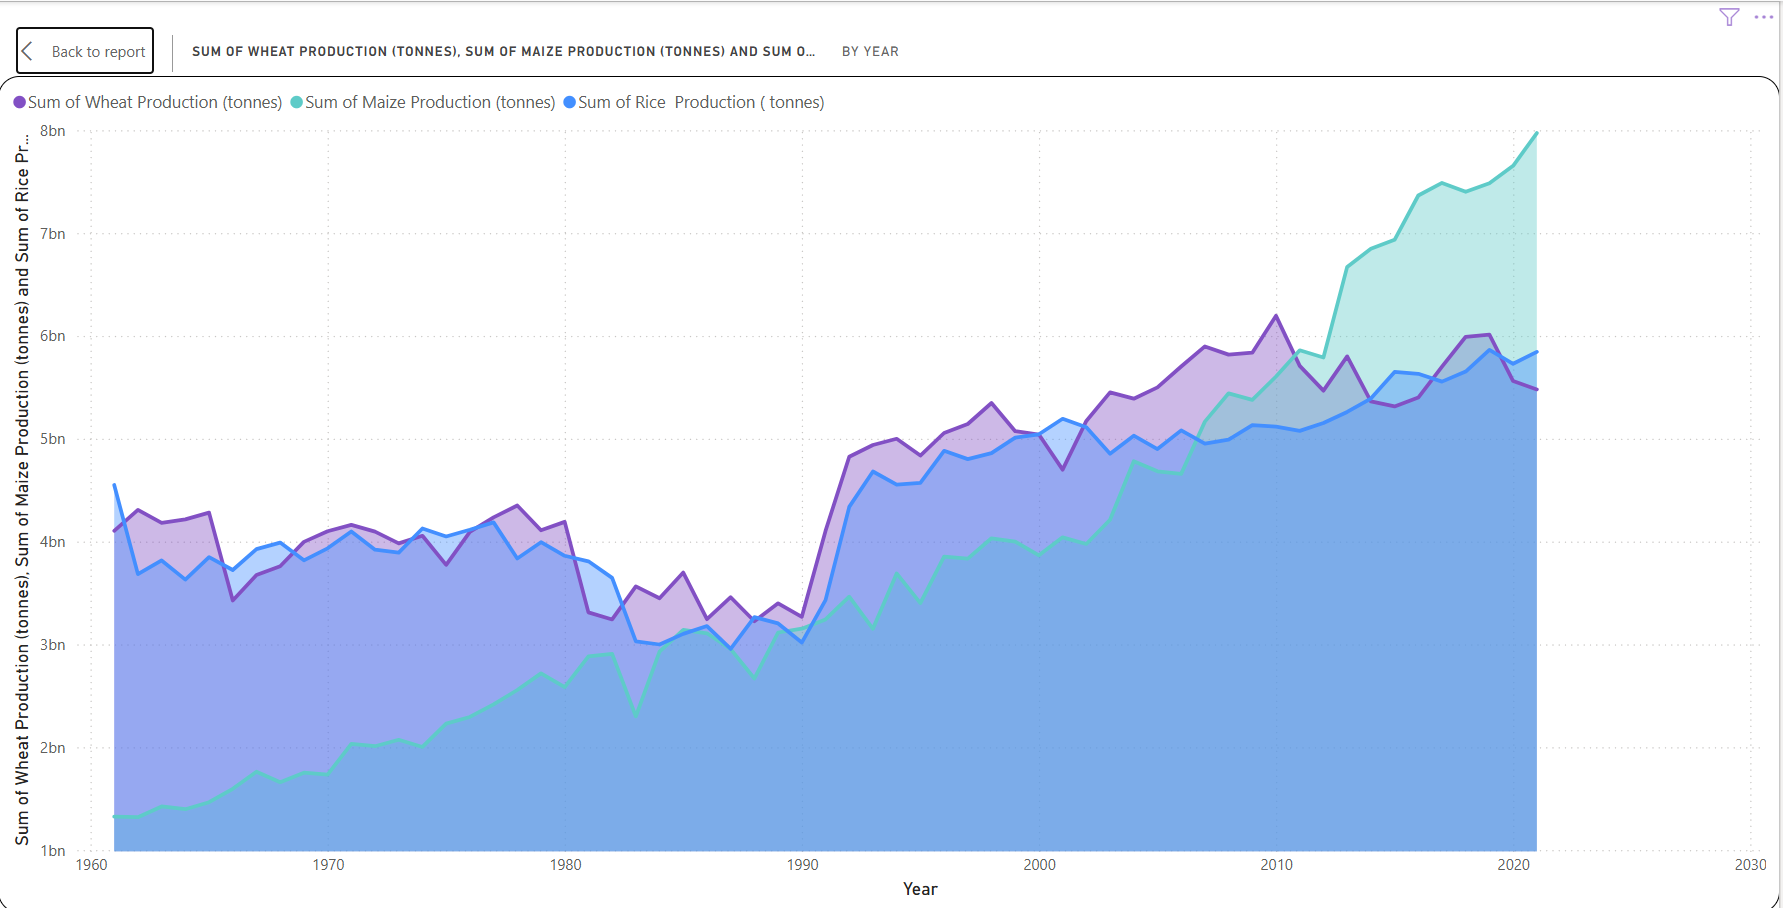 Back to report
SUM OF WHEAT PRODUCTION (TONNES), SUM OF MAIZE PRODUCTION (TONNES) AND SUM O... BY YEAR
Sum of Wheat Production (tonnes) Sum of Maize Production (tonnes) Sum of Rice  Production ( tonnes)
Sum of Wheat Production (tonnes), Sum of Maize Production (tonnes) and Sum of Rice Pr...
8bn
7bn
6bn
5bn
4bn
3bn
2bn
1bn
1960 1970 1980 1990 2000 2010 2020 2030
Year